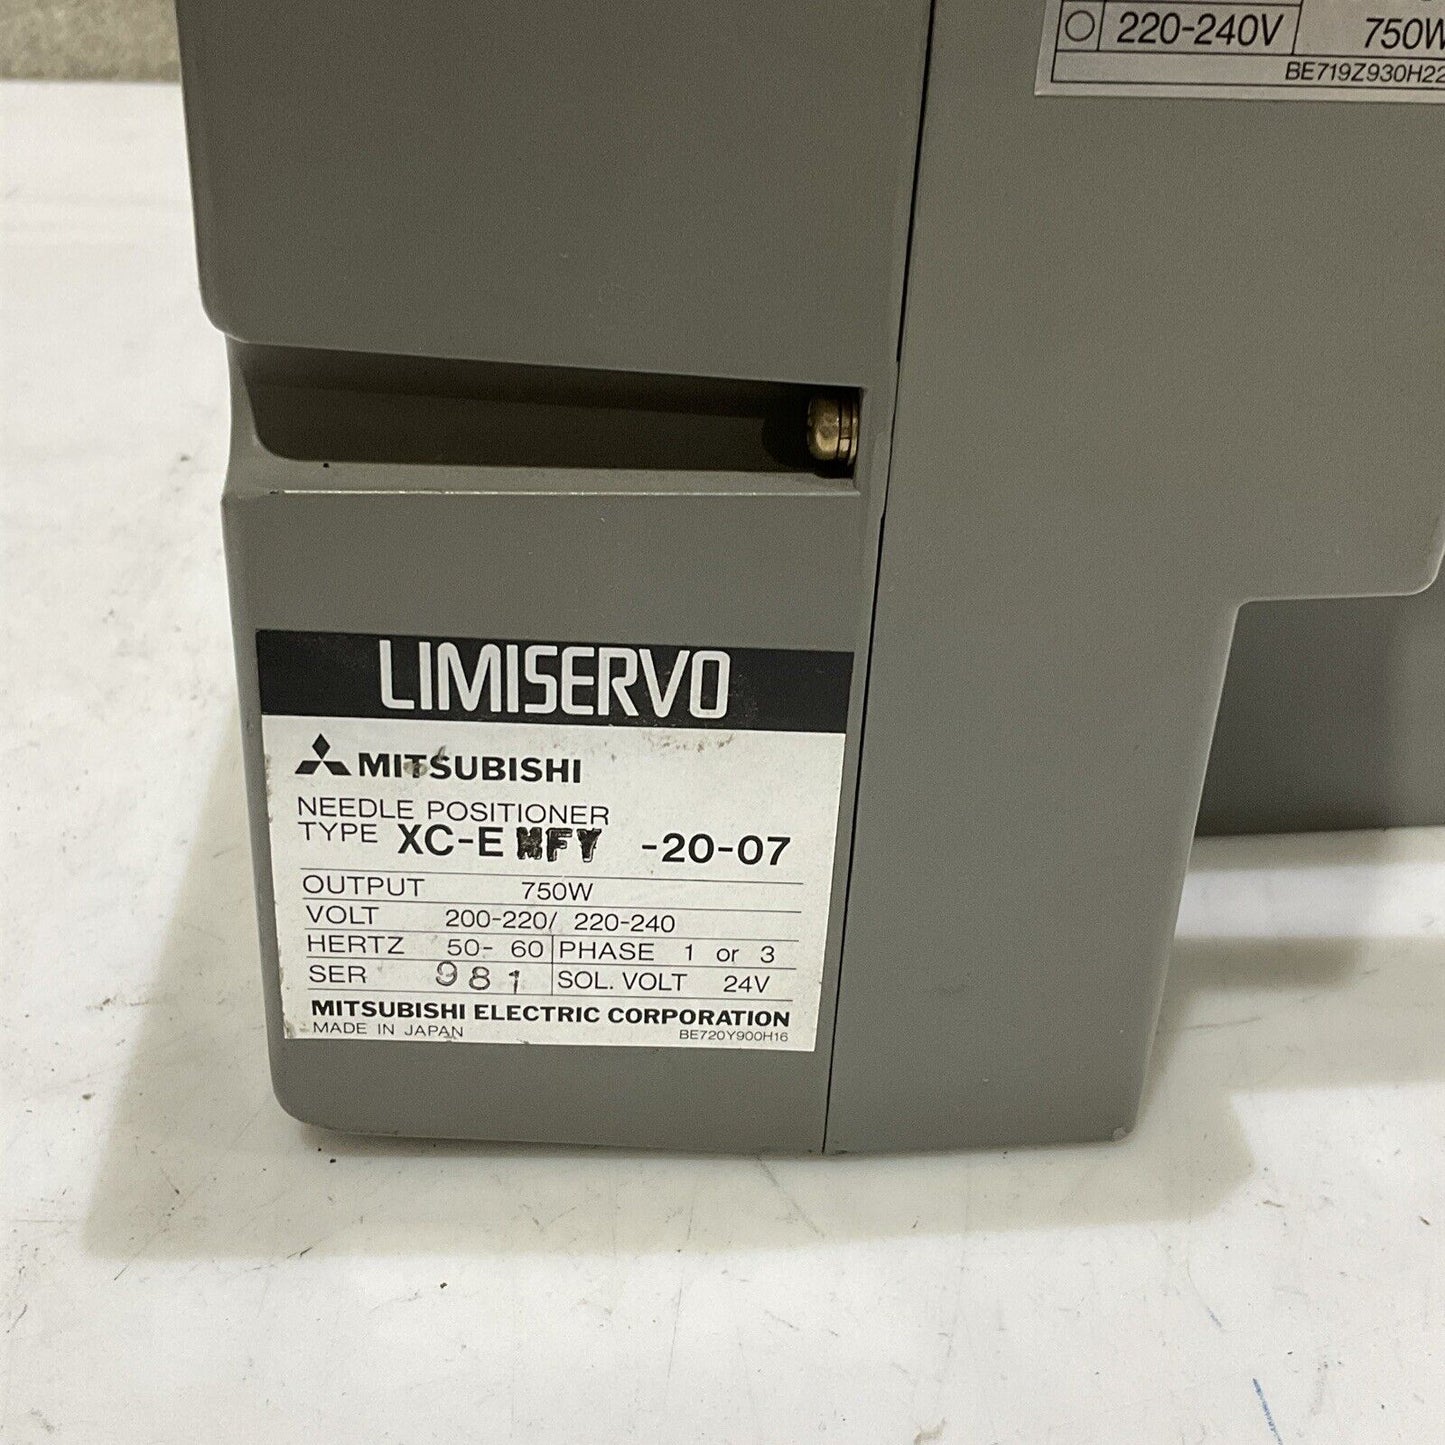 220-240V 750W
BE719Z930H22
LIMISERVO
MITSUBISHI
NEEDLE POSITIONER
TYPE XC-E MFY -20-07
OUTPUT 750W
VOLT 200-220/ 220-240
HERTZ 50- 60 PHASE 1 or 3
SER 981 SOL. VOLT 24V
MITSUBISHI ELECTRIC CORPORATION
MADE IN JAPAN BE720Y900H16